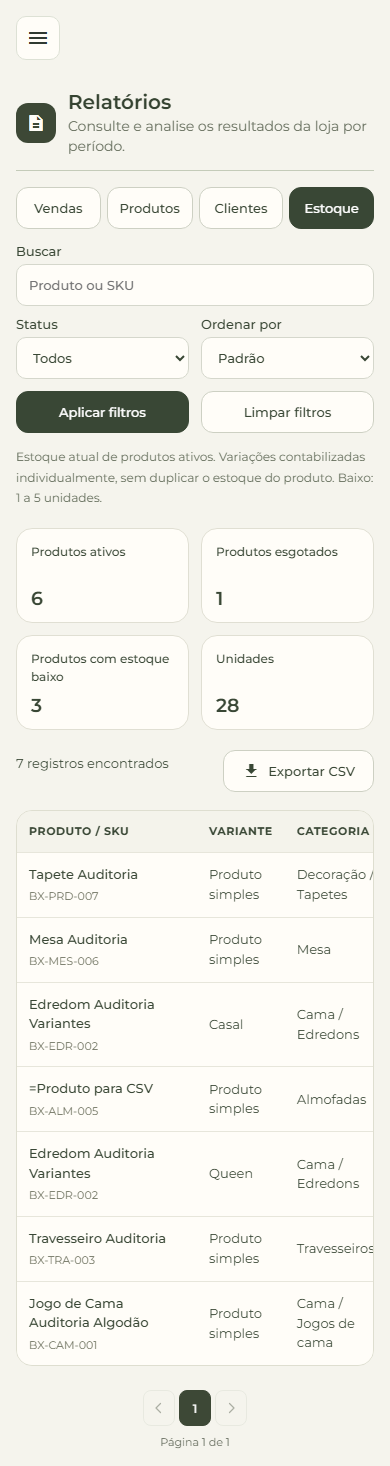 Relatórios
Consulte e analise os resultados da loja por
período.
Vendas
Produtos
Clientes
Estoque
Buscar
Produto ou SKU
Status
Ordenar por
Todos
Padrão
Aplicar filtros
Limpar filtros
Estoque atual de produtos ativos. Variações contabilizadas
individualmente, sem duplicar o estoque do produto. Baixo:
1 a 5 unidades.
Produtos ativos
6
Produtos esgotados
1
Produtos com estoque
baixo
3
Unidades
28
7 registros encontrados
Exportar CSV
PRODUTO / SKU
VARIANTE
CATEGORIA
Tapete Auditoria
BX-PRD-007
Produto
simples
Decoração /
Tapetes
Mesa Auditoria
BX-MES-006
Produto
simples
Mesa
Edredom Auditoria
Variantes
BX-EDR-002
Casal
Cama /
Edredons
=Produto para CSV
BX-ALM-005
Produto
simples
Almofadas
Edredom Auditoria
Variantes
BX-EDR-002
Queen
Cama /
Edredons
Travesseiro Auditoria
BX-TRA-003
Produto
simples
Travesseiros
Jogo de Cama
Auditoria Algodão
BX-CAM-001
Produto
simples
Cama /
Jogos de
cama
1
Página 1 de 1